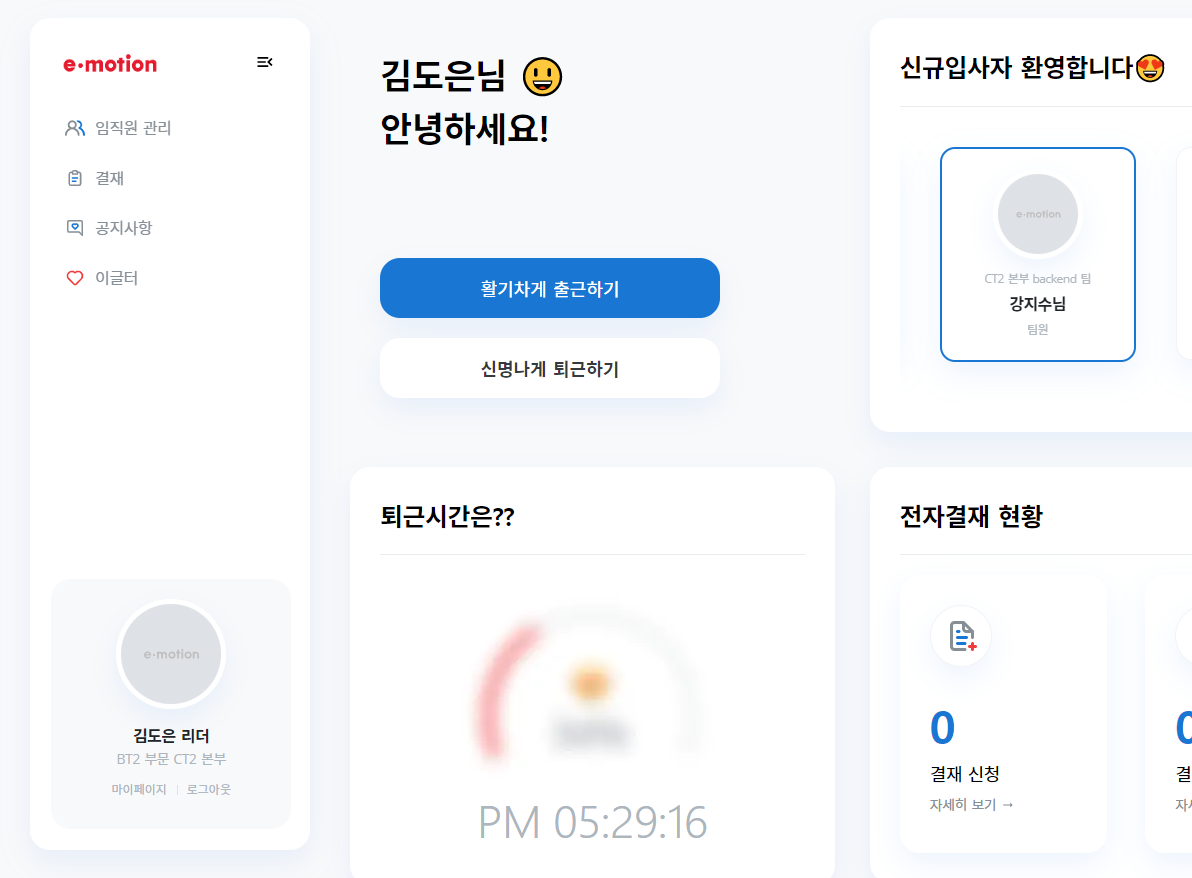 e·motion
임직원 관리
결재
공지사항
이글터
e·motion
김도은 리더
BT2 부문 CT2 본부
마이페이지 | 로그아웃
김도은님 😃
안녕하세요!
활기차게 출근하기
신명나게 퇴근하기
신규입사자 환영합니다😍
e·motion
CT2 본부 backend 팀
강지수님
팀원
퇴근시간은??
PM 05:29:16
전자결재 현황
0
결재 신청
자세히 보기 →
0